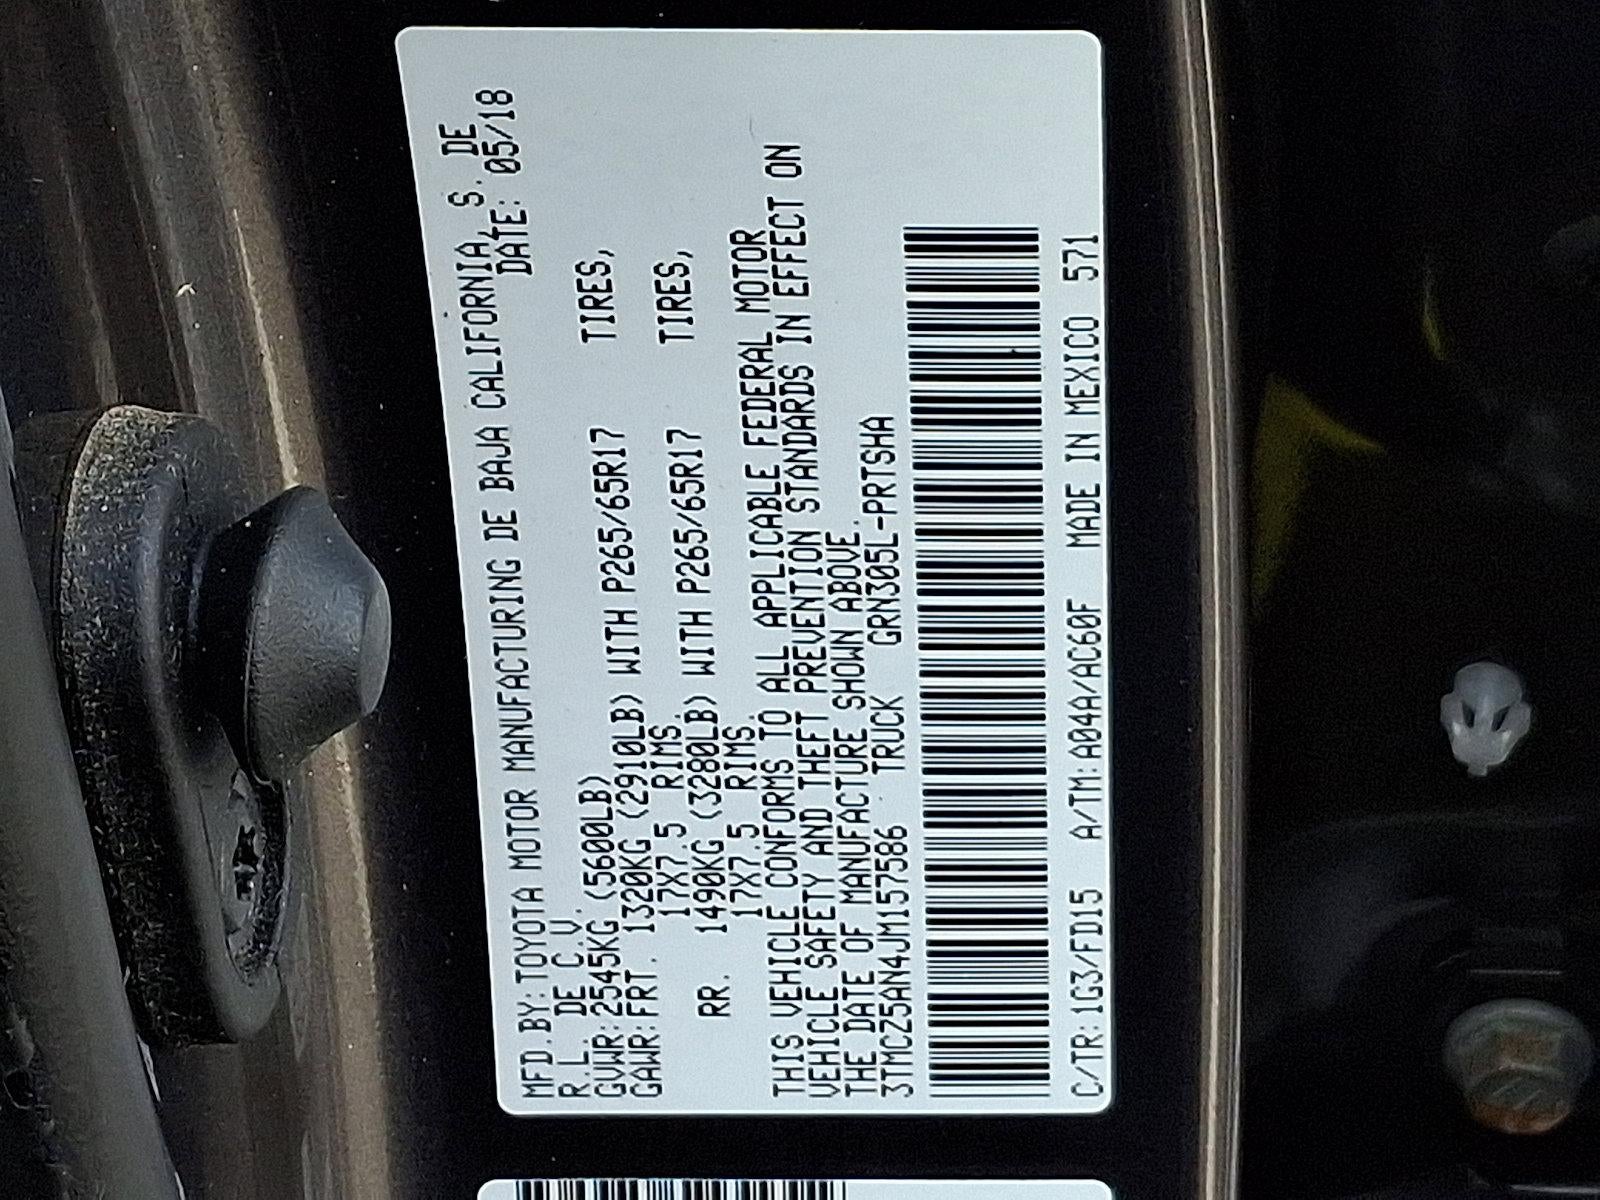 MFD.BY:TOYOTA MOTOR MANUFACTURING DE BAJA CALIFORNIA, S. DE
R.L. DE C.V. DATE: 05/18
GVWR:2545KG (5600LB)
GAWR:FRT. 1320KG (2910LB) WITH P265/65R17 TIRES,
17X7.5 RIMS.
RR. 1490KG (3280LB) WITH P265/65R17 TIRES,
17X7.5 RIMS.
THIS VEHICLE CONFORMS TO ALL APPLICABLE FEDERAL MOTOR
VEHICLE SAFETY AND THEFT PREVENTION STANDARDS IN EFFECT ON
THE DATE OF MANUFACTURE SHOWN ABOVE.
3TMCZ5AN4JM157586 TRUCK GRN305L-PRTSHA
C/TR:1G3/FD15 A/TM:A04A/AC60F MADE IN MEXICO 571